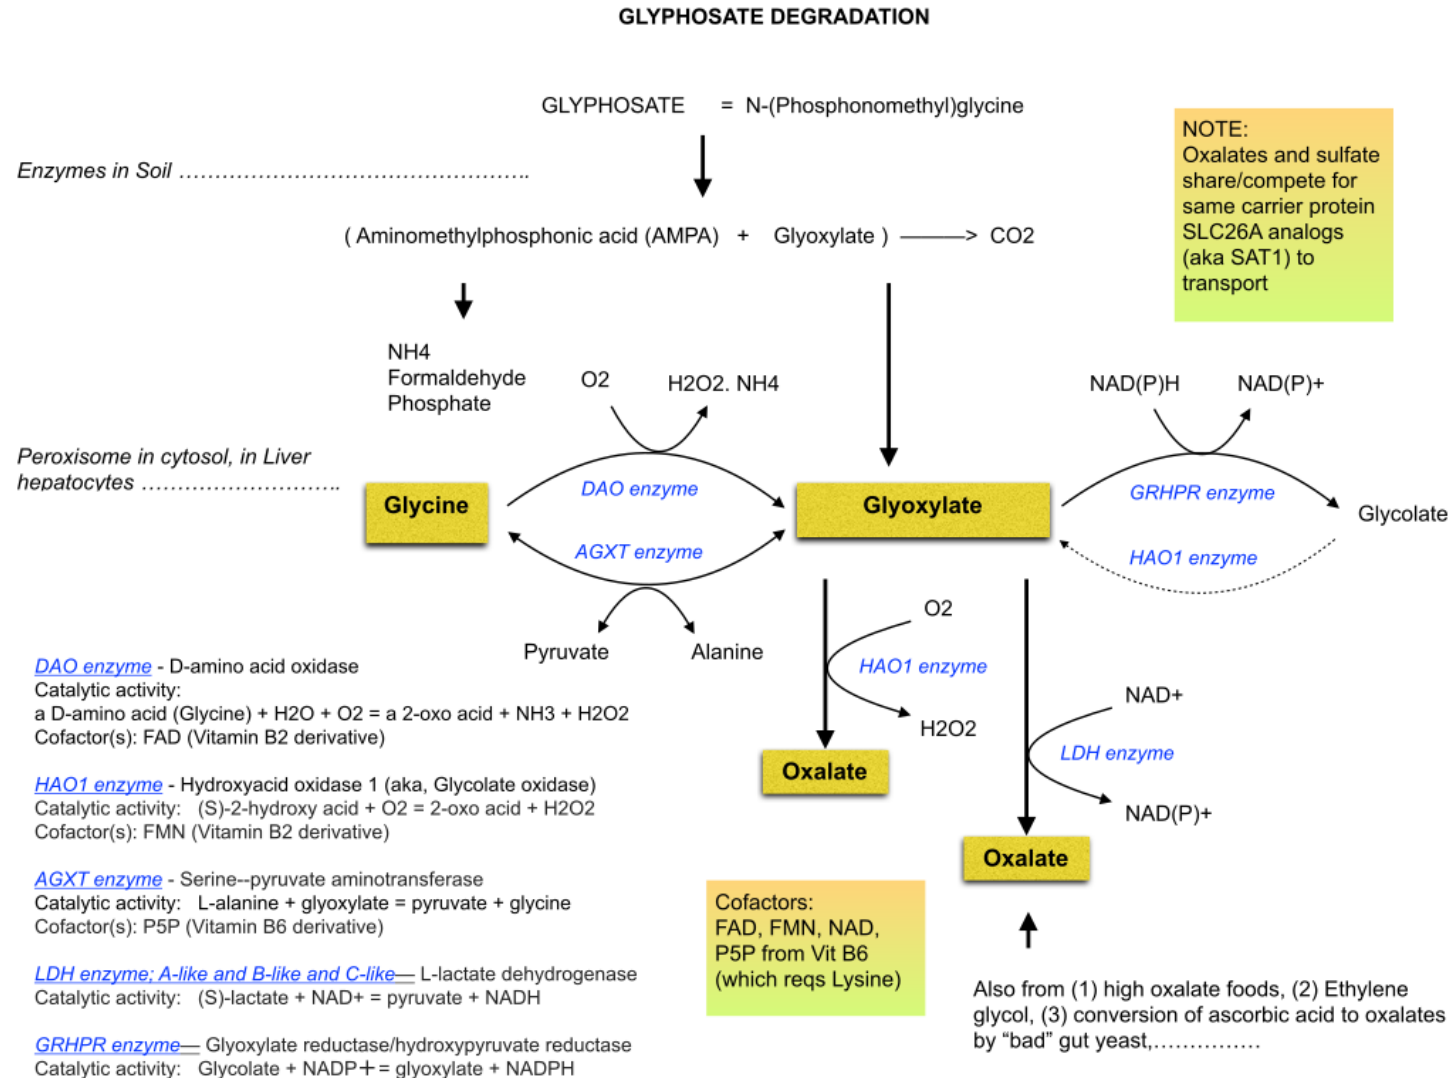 GLYPHOSATE DEGRADATION
GLYPHOSATE = N-(Phosphonomethyl)glycine
NOTE:
Oxalates and sulfate
share/compete for
same carrier protein
SLC26A analogs
(aka SAT1) to
transport
Enzymes in Soil ……………………………………………..
( Aminomethylphosphonic acid (AMPA) + Glyoxylate ) ———> CO2
NH4
Formaldehyde
Phosphate
O2
H2O2. NH4
NAD(P)H
NAD(P)+
Peroxisome in cytosol, in Liver
hepatocytes ………………………..
Glycine
DAO enzyme
AGXT enzyme
Glyoxylate
GRHPR enzyme
HAO1 enzyme
Glycolate
Pyruvate
Alanine
O2
HAO1 enzyme
H2O2
Oxalate
NAD+
LDH enzyme
NAD(P)+
Oxalate
DAO enzyme - D-amino acid oxidase
Catalytic activity:
a D-amino acid (Glycine) + H2O + O2 = a 2-oxo acid + NH3 + H2O2
Cofactor(s): FAD (Vitamin B2 derivative)
HAO1 enzyme - Hydroxyacid oxidase 1 (aka, Glycolate oxidase)
Catalytic activity: (S)-2-hydroxy acid + O2 = 2-oxo acid + H2O2
Cofactor(s): FMN (Vitamin B2 derivative)
AGXT enzyme - Serine--pyruvate aminotransferase
Catalytic activity: L-alanine + glyoxylate = pyruvate + glycine
Cofactor(s): P5P (Vitamin B6 derivative)
LDH enzyme; A-like and B-like and C-like— L-lactate dehydrogenase
Catalytic activity: (S)-lactate + NAD+ = pyruvate + NADH
GRHPR enzyme— Glyoxylate reductase/hydroxypyruvate reductase
Catalytic activity: Glycolate + NADP+ = glyoxylate + NADPH
Cofactors:
FAD, FMN, NAD,
P5P from Vit B6
(which reqs Lysine)
Also from (1) high oxalate foods, (2) Ethylene
glycol, (3) conversion of ascorbic acid to oxalates
by “bad” gut yeast,……………